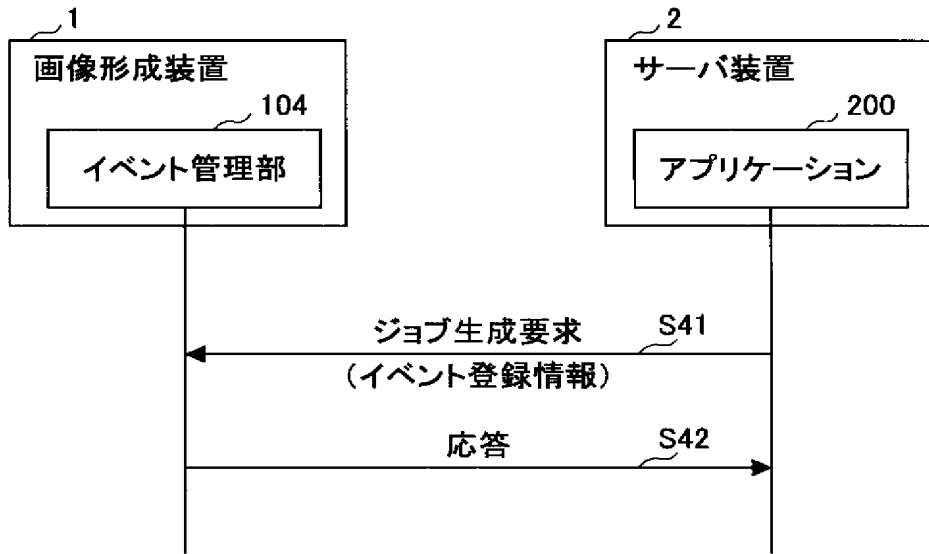 1
画像形成装置
104
イベント管理部
2
サーバ装置
200
アプリケーション
ジョブ生成要求
S41
(イベント登録情報)
応答
S42